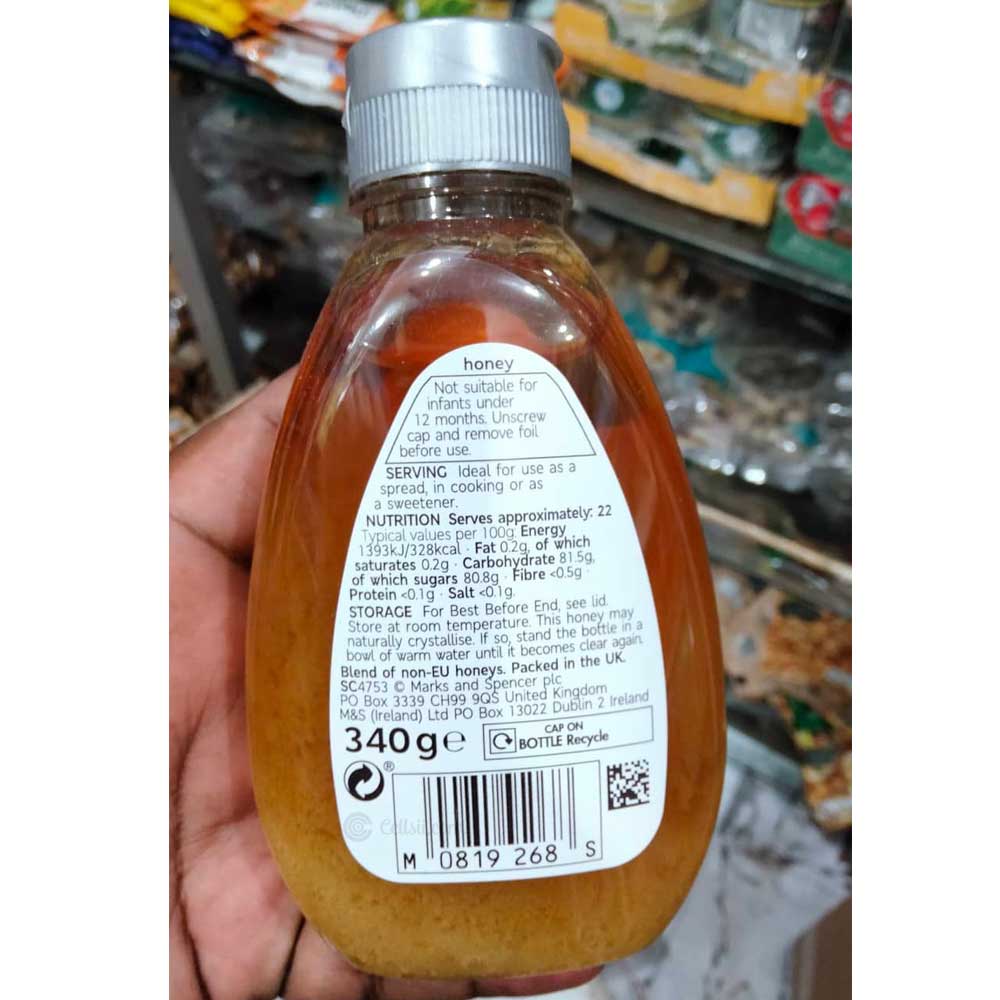 honey
Not suitable for
infants under
12 months. Unscrew
cap and remove foil
before use.
SERVING Ideal for use as a
spread, in cooking or as
a sweetener.
NUTRITION Serves approximately: 22
Typical values per 100g: Energy
1393kJ/328kcal · Fat 0.2g, of which
saturates 0.2g · Carbohydrate 81.5g,
of which sugars 80.8g · Fibre <0.5g ·
Protein <0.1g · Salt <0.1g.
STORAGE For Best Before End, see lid.
Store at room temperature. This honey may
naturally crystallise. If so, stand the bottle in a
bowl of warm water until it becomes clear again.
Blend of non-EU honeys. Packed in the UK.
SC4753 © Marks and Spencer plc
PO Box 3339 CH99 9QS United Kingdom
M&S (Ireland) Ltd PO Box 13022 Dublin 2 Ireland
340g℮
CAP ON
BOTTLE Recycle
®
M 0819 268 S